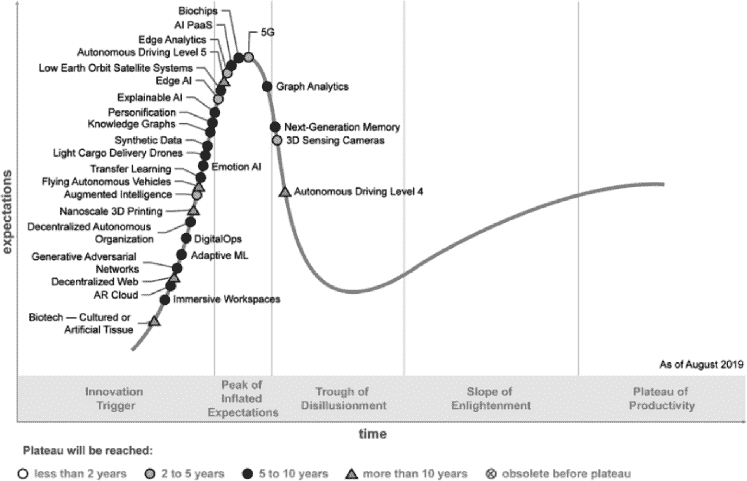 Biochips
AI PaaS
5G
Edge Analytics
Autonomous Driving Level 5
Low Earth Orbit Satellite Systems
Edge AI
Graph Analytics
Explainable AI
Personification
Knowledge Graphs
Next-Generation Memory
Synthetic Data
3D Sensing Cameras
Light Cargo Delivery Drones
Transfer Learning
Emotion AI
Flying Autonomous Vehicles
Augmented Intelligence
Autonomous Driving Level 4
Nanoscale 3D Printing
Decentralized Autonomous
Organization
DigitalOps
Generative Adversarial
Networks
Adaptive ML
Decentralized Web
AR Cloud
Immersive Workspaces
Biotech — Cultured or
Artificial Tissue
expectations
As of August 2019
Innovation
Trigger
Peak of
Inflated
Expectations
Trough of
Disillusionment
Slope of
Enlightenment
Plateau of
Productivity
time
Plateau will be reached:
less than 2 years
2 to 5 years
5 to 10 years
more than 10 years
obsolete before plateau